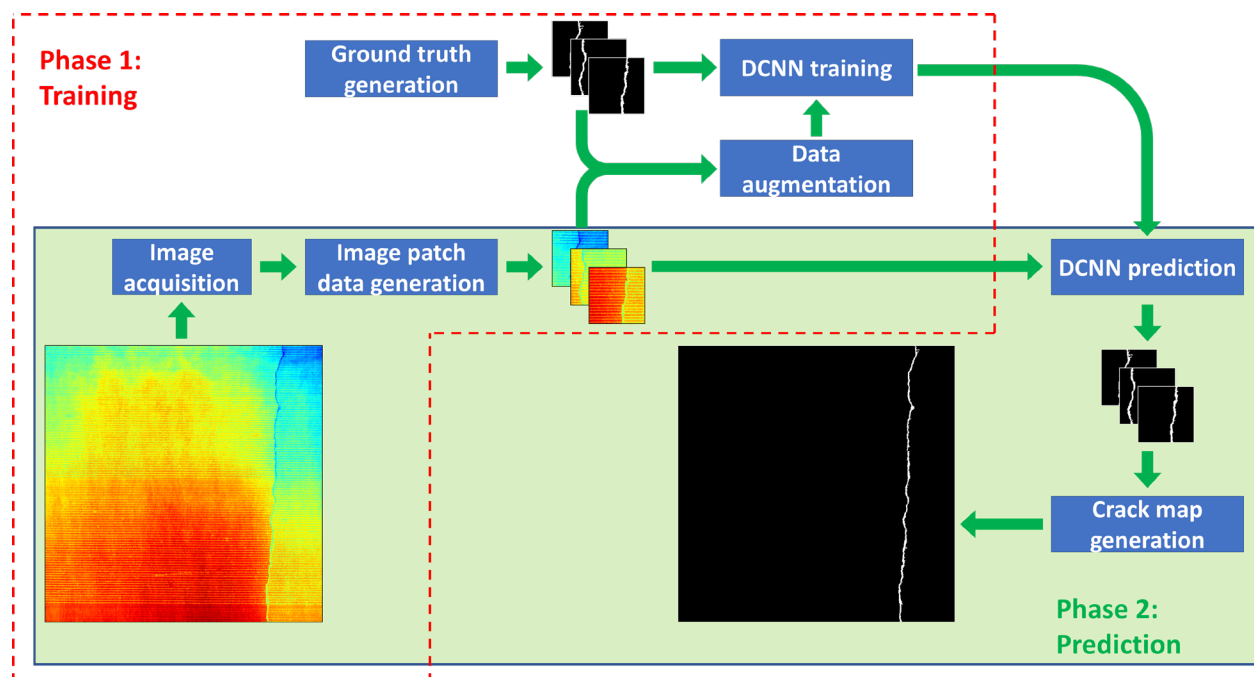 Phase 1:
Training
Ground truth
generation
DCNN training
Data
augmentation
Image
acquisition
Image patch
data generation
DCNN prediction
Crack map
generation
Phase 2:
Prediction